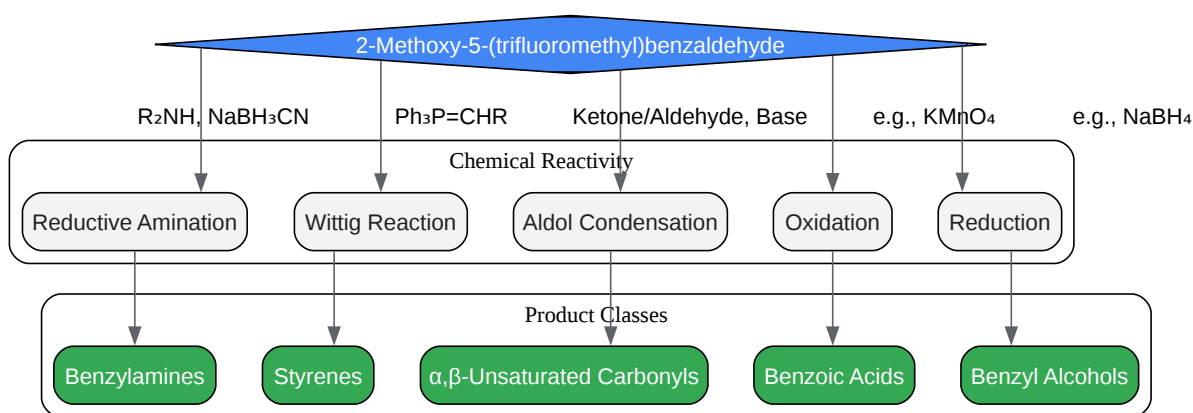 2-Methoxy-5-(trifluoromethyl)benzaldehyde
R₂NH, NaBH₃CN
Ph₃P=CHR
Ketone/Aldehyde, Base
e.g., KMnO₄
e.g., NaBH₄
Chemical Reactivity
Reductive Amination
Wittig Reaction
Aldol Condensation
Oxidation
Reduction
Product Classes
Benzylamines
Styrenes
α,β-Unsaturated Carbonyls
Benzoic Acids
Benzyl Alcohols